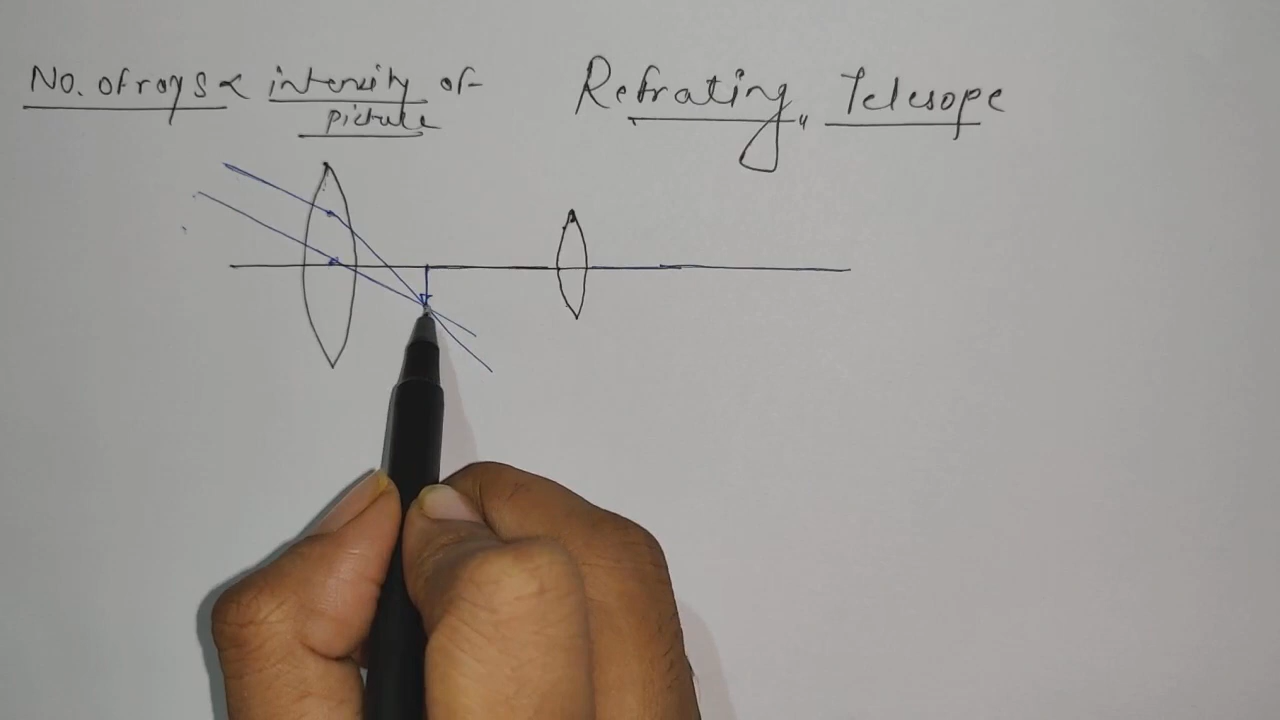 No. of rays ∝ intensity of
picture
Refrating Telesope